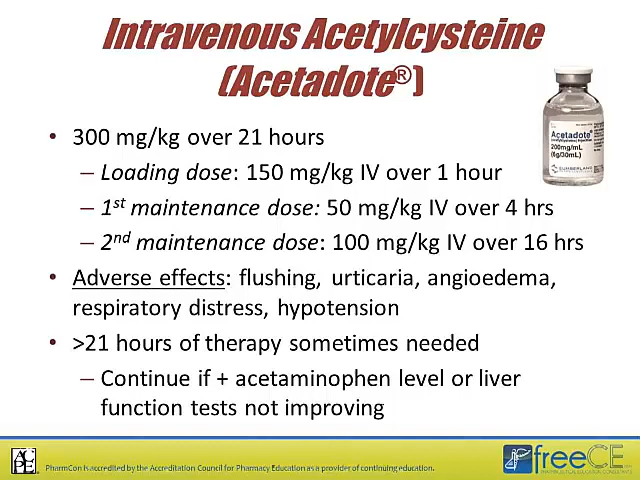 Intravenous Acetylcysteine
(Acetadote®)
• 300 mg/kg over 21 hours
– Loading dose: 150 mg/kg IV over 1 hour
– 1st maintenance dose: 50 mg/kg IV over 4 hrs
– 2nd maintenance dose: 100 mg/kg IV over 16 hrs
• Adverse effects: flushing, urticaria, angioedema,
respiratory distress, hypotension
• >21 hours of therapy sometimes needed
– Continue if + acetaminophen level or liver
function tests not improving
Acetadote®
(acetylcysteine) Injection
200mg/mL
(6g/30mL)
CUMBERLAND
ACPE
PharmCon is accredited by the Accreditation Council for Pharmacy Education as a provider of continuing education.
freeCE